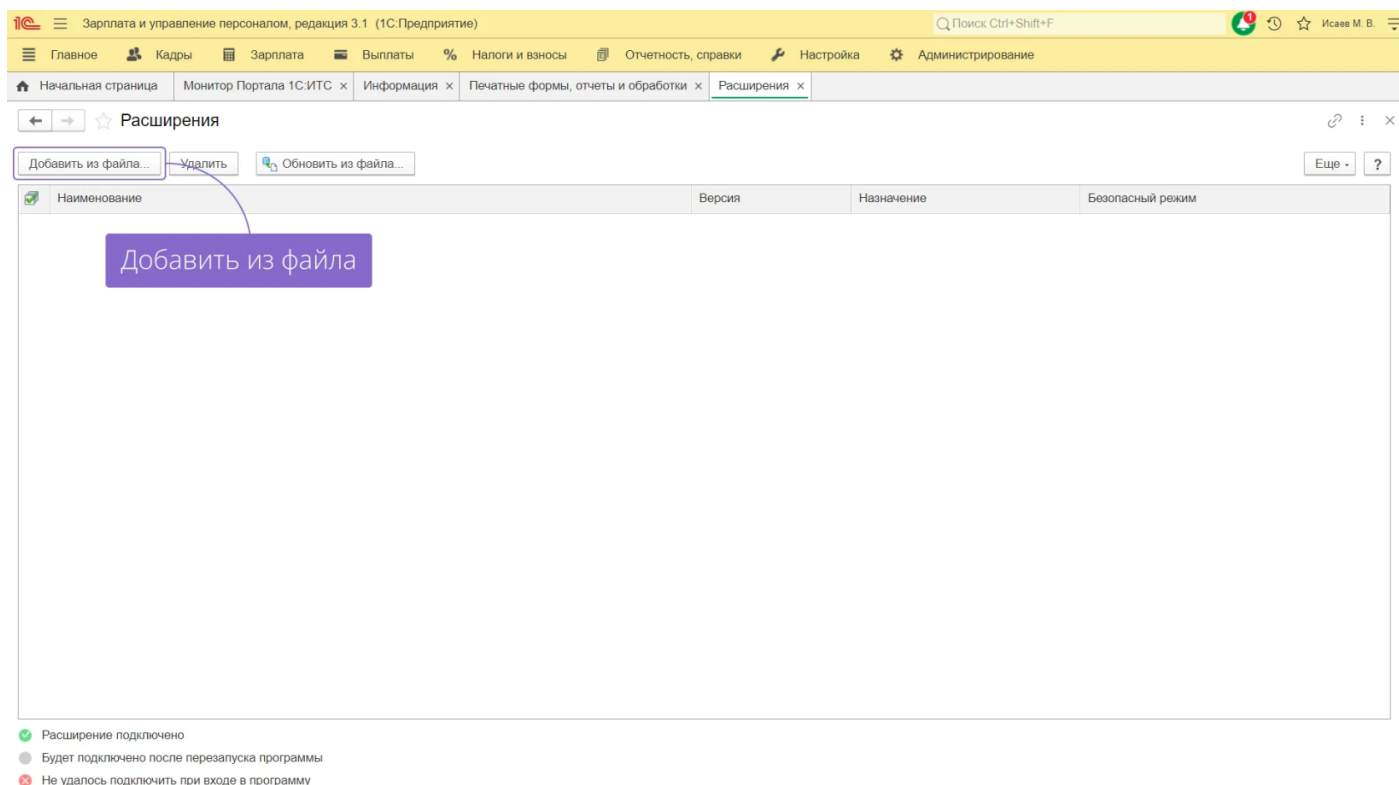 1С Зарплата и управление персоналом, редакция 3.1 (1С:Предприятие) Поиск Ctrl+Shift+F 1 Исаев М. В.
Главное Кадры Зарплата Выплаты % Налоги и взносы Отчетность, справки Настройка Администрирование
Начальная страница Монитор Портала 1С:ИТС × Информация × Печатные формы, отчеты и обработки × Расширения ×
Расширения
Добавить из файла... Удалить Обновить из файла... Еще ?
Наименование Версия Назначение Безопасный режим
Добавить из файла
Расширение подключено
Будет подключено после перезапуска программы
Не удалось подключить при входе в программу